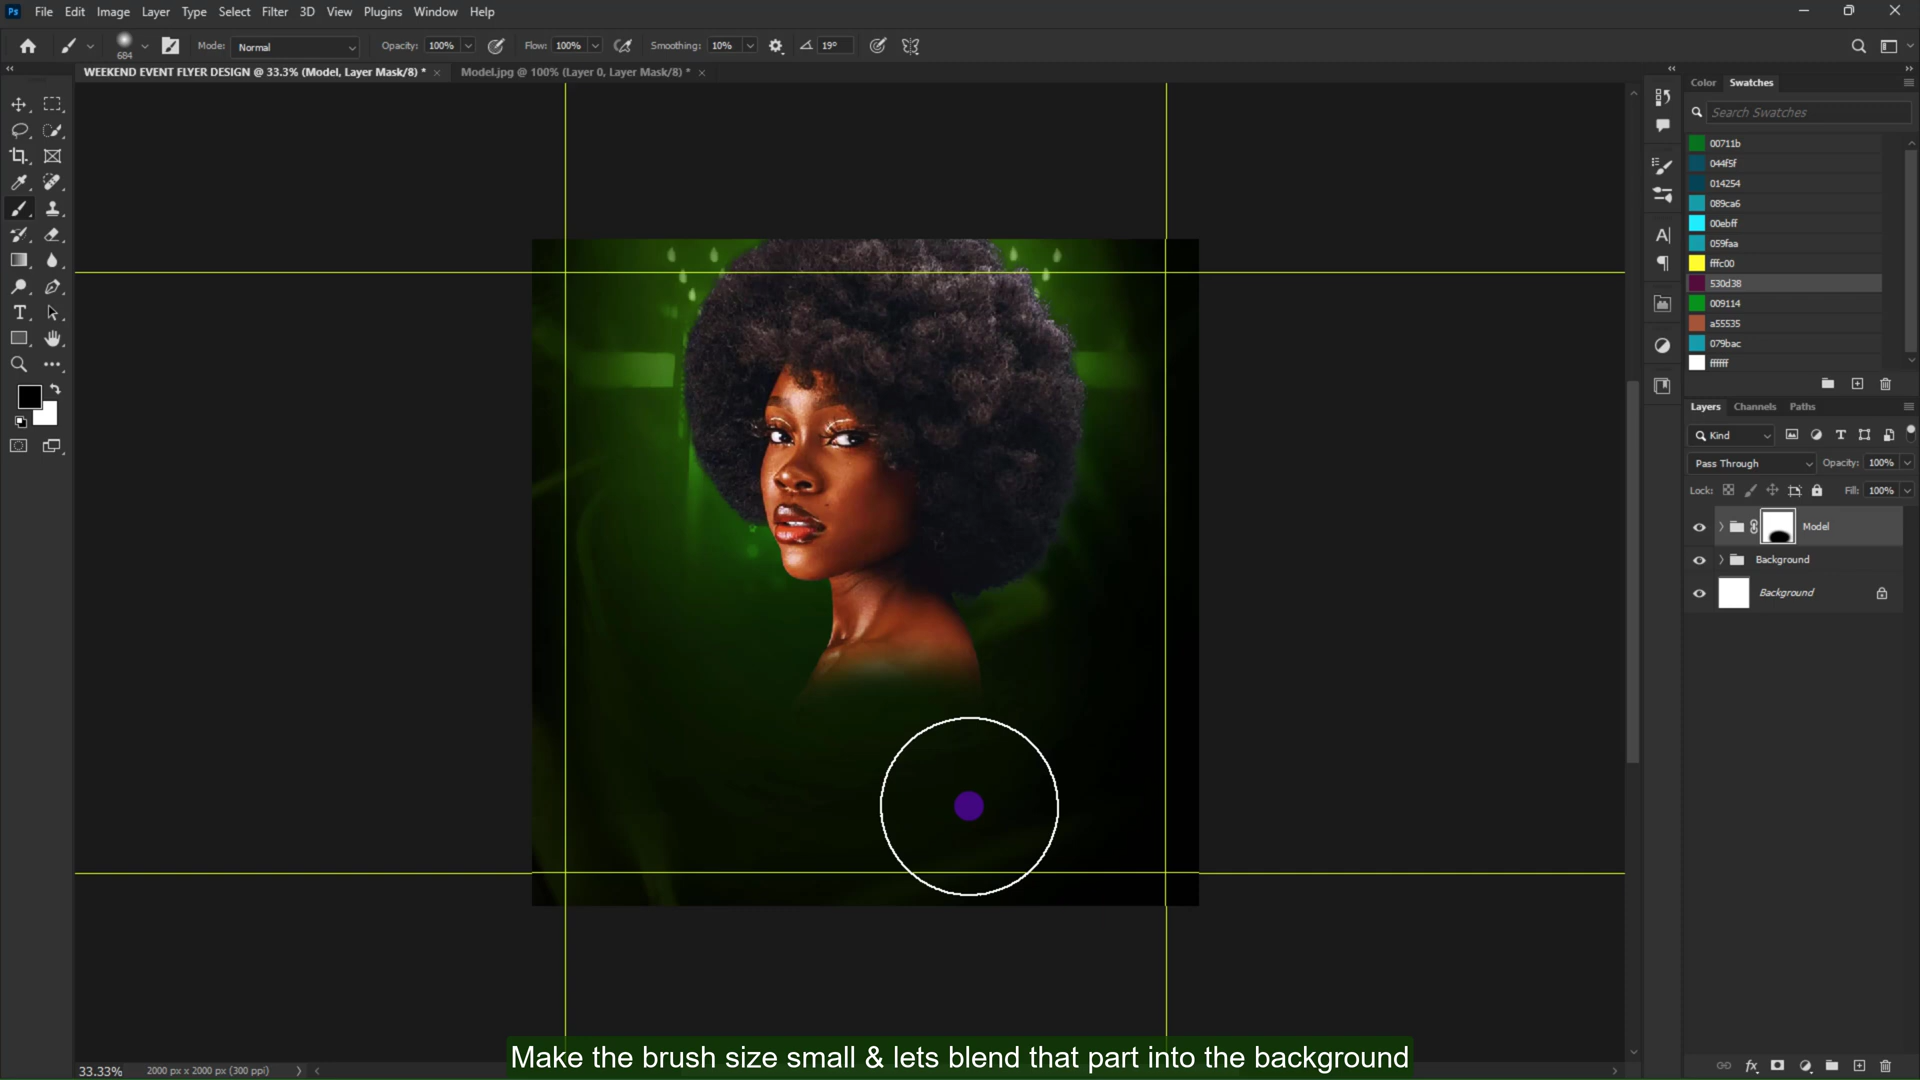 Ps File Edit Image Layer Type Select Filter 3D View Plugins Window Help
684 Mode: Normal Opacity: 100% Flow: 100% Smoothing: 10% 19°
WEEKEND EVENT FLYER DESIGN @ 33.3% (Model, Layer Mask/8) * × Model.jpg @ 100% (Layer 0, Layer Mask/8) * ×
Color Swatches
Search Swatches
00711b
044f5f
014254
089ca6
00ebff
059faa
fffc00
530d38
009114
a55535
079bac
ffffff
Layers Channels Paths
Kind
Pass Through Opacity: 100%
Lock: Fill: 100%
Model
Background
Background
Make the brush size small & lets blend that part into the background
33.33% 2000 px x 2000 px (300 ppi)